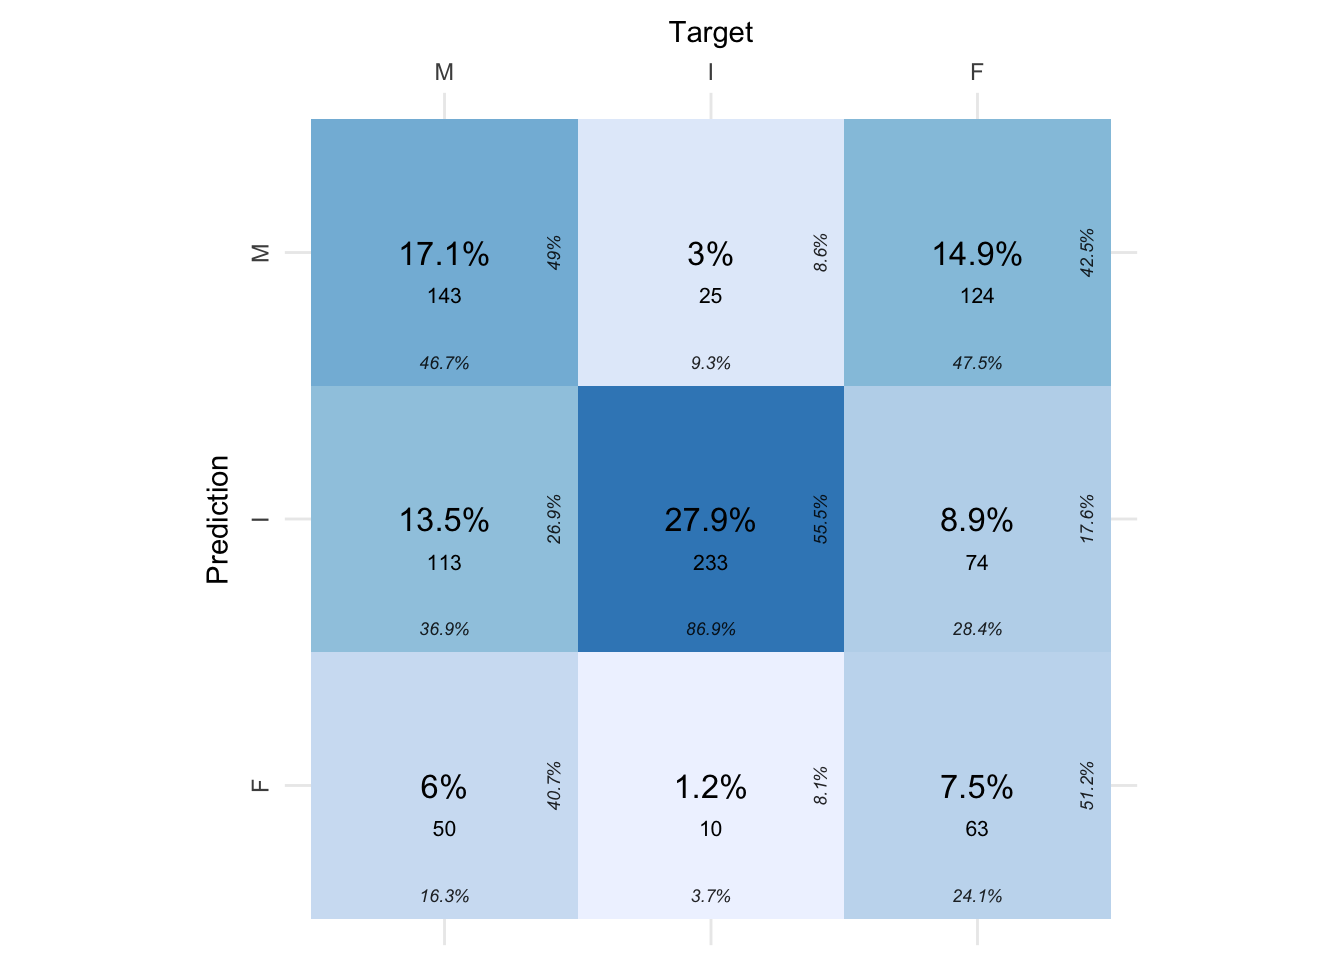 Target
M I F
M
17.1% 49% 3% 8.6% 14.9% 42.5%
143 25 124
46.7% 9.3% 47.5%
Prediction
I
13.5% 26.9% 27.9% 55.5% 8.9% 17.6%
113 233 74
36.9% 86.9% 28.4%
F
6% 40.7% 1.2% 8.1% 7.5% 51.2%
50 10 63
16.3% 3.7% 24.1%